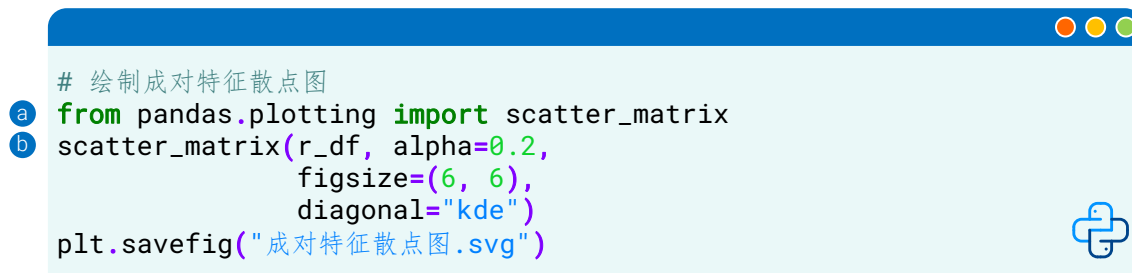 # 绘制成对特征散点图
a from pandas.plotting import scatter_matrix
b scatter_matrix(r_df, alpha=0.2,
figsize=(6, 6),
diagonal="kde")
plt.savefig("成对特征散点图.svg")